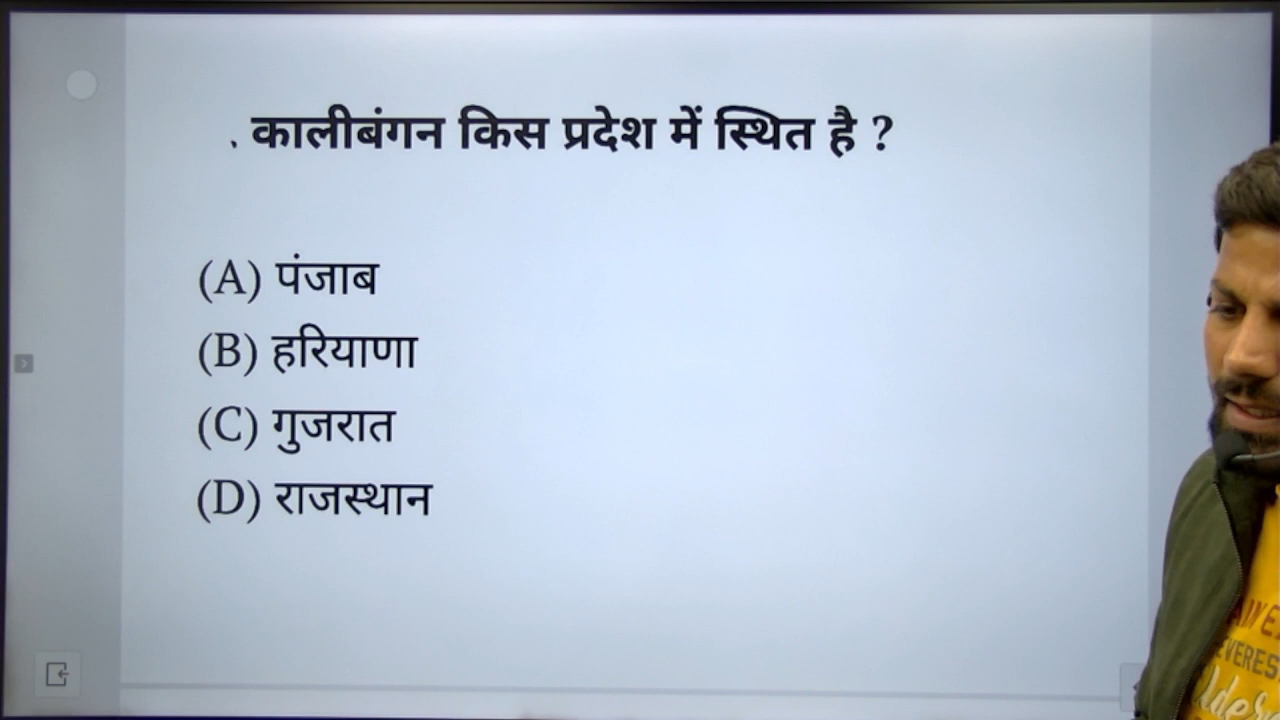 . कालीबंगन किस प्रदेश में स्थित है ?
(A) पंजाब
(B) हरियाणा
(C) गुजरात
(D) राजस्थान